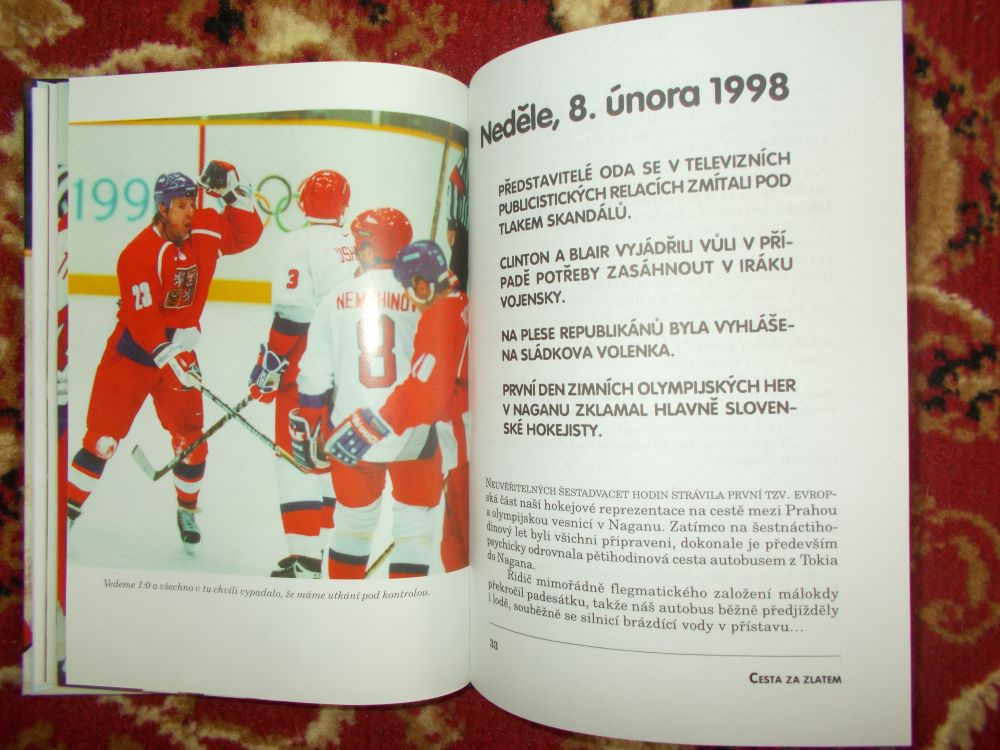 199
23
3
NEMCHINOV
8
Vedeme 1:0 a všechno v tu chvíli vypadalo, že máme utkání pod kontrolou.
Neděle, 8. února 1998
PŘEDSTAVITELÉ ODA SE V TELEVIZNÍCH
PUBLICISTICKÝCH RELACÍCH ZMÍTALI POD
TLAKEM SKANDÁLŮ.
CLINTON A BLAIR VYJÁDŘILI VŮLI V PŘÍ-
PADĚ POTŘEBY ZASÁHNOUT V IRÁKU
VOJENSKY.
NA PLESE REPUBLIKÁNŮ BYLA VYHLÁŠE-
NA SLÁDKOVA VOLENKA.
PRVNÍ DEN ZIMNÍCH OLYMPIJSKÝCH HER
V NAGANU ZKLAMAL HLAVNĚ SLOVEN-
SKÉ HOKEJISTY.
NEUVĚŘITELNÝCH ŠESTADVACET HODIN STRÁVILA PRVNÍ TZV. EVROP-
ská část naší hokejové reprezentace na cestě mezi Prahou
a olympijskou vesnicí v Naganu. Zatímco na šestnáctiho-
dinový let byli všichni připraveni, dokonale je především
psychicky odrovnala pětihodinová cesta autobusem z Tokia
do Nagana.
Řidič mimořádně flegmatického založení málokdy
překročil padesátku, takže náš autobus běžně předjížděly
i lodě, souběžně se silnicí brázdící vody v přístavu…
33
CESTA ZA ZLATEM